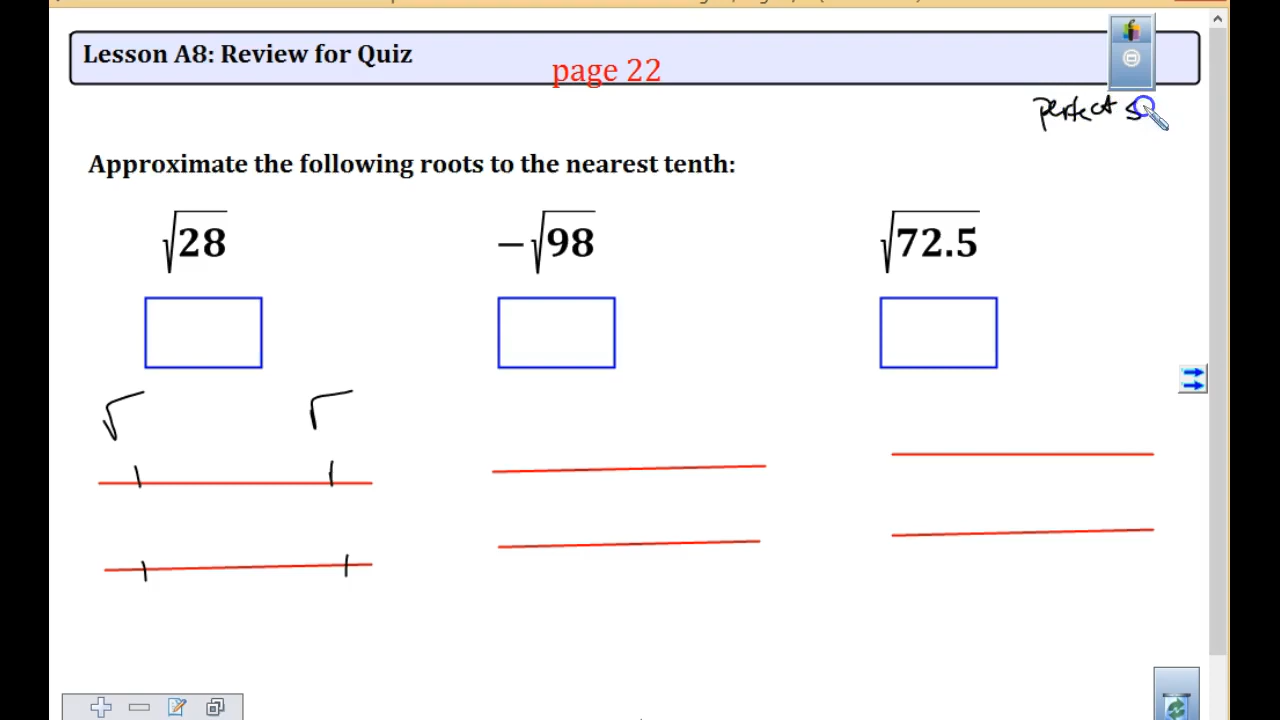 Lesson A8: Review for Quiz
page 22
perfect s
Approximate the following roots to the nearest tenth:
√28 −√98 √72.5
√ √